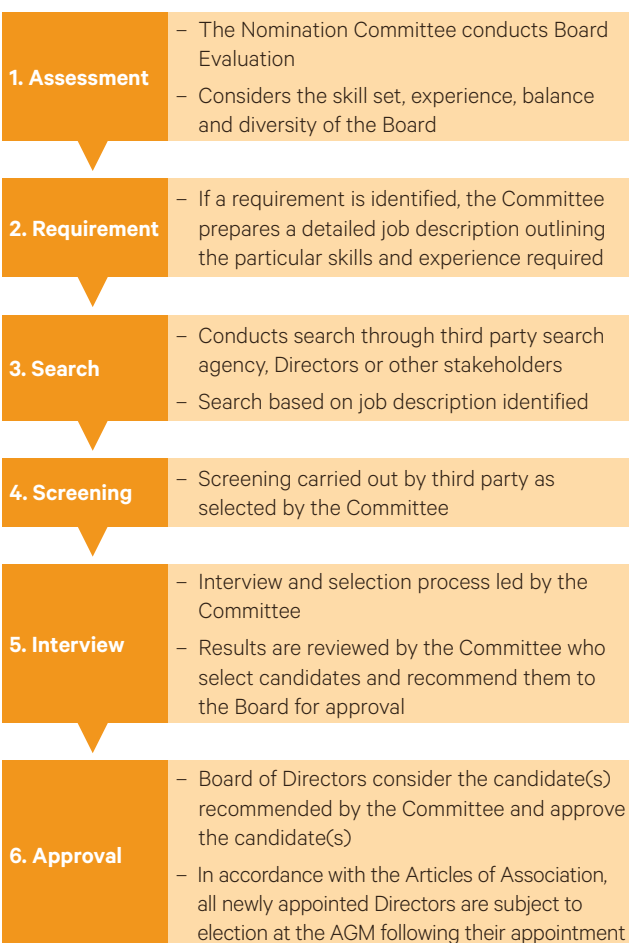 1. Assessment
– The Nomination Committee conducts Board
Evaluation
– Considers the skill set, experience, balance
and diversity of the Board
2. Requirement
– If a requirement is identified, the Committee
prepares a detailed job description outlining
the particular skills and experience required
3. Search
– Conducts search through third party search
agency, Directors or other stakeholders
– Search based on job description identified
4. Screening
– Screening carried out by third party as
selected by the Committee
5. Interview
– Interview and selection process led by the
Committee
– Results are reviewed by the Committee who
select candidates and recommend them to
the Board for approval
6. Approval
– Board of Directors consider the candidate(s)
recommended by the Committee and approve
the candidate(s)
– In accordance with the Articles of Association,
all newly appointed Directors are subject to
election at the AGM following their appointment